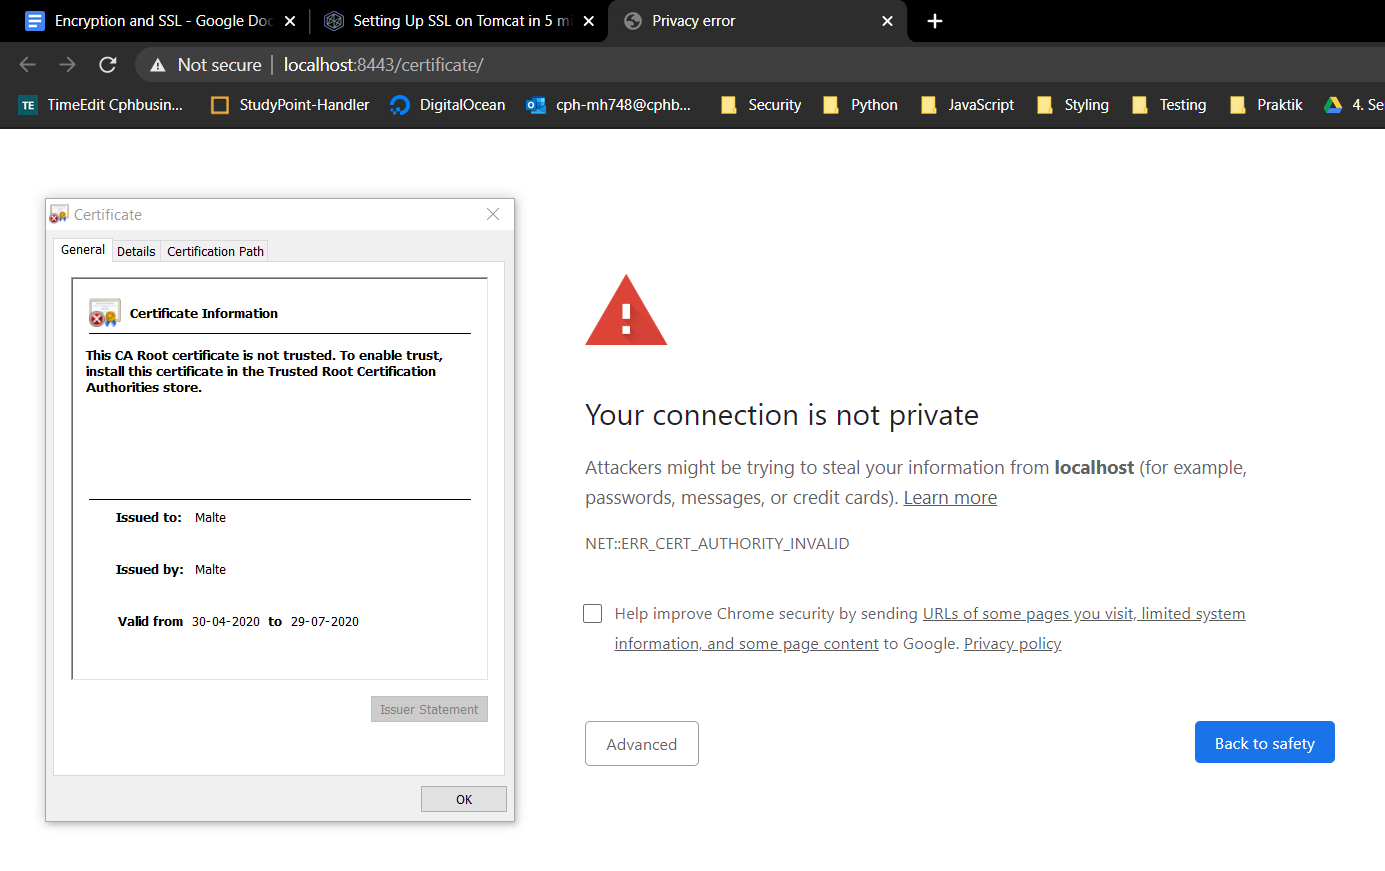 Encryption and SSL - Google Doc
Setting Up SSL on Tomcat in 5 mi
Privacy error
Not secure
localhost:8443/certificate/
TE
TimeEdit Cphbusin...
StudyPoint-Handler
DigitalOcean
cph-mh748@cphb...
Security
Python
JavaScript
Styling
Testing
Praktik
4. Se
Certificate
General
Details
Certification Path
Certificate Information
This CA Root certificate is not trusted. To enable trust,
install this certificate in the Trusted Root Certification
Authorities store.
Issued to: Malte
Issued by: Malte
Valid from 30-04-2020 to 29-07-2020
Issuer Statement
OK
Your connection is not private
Attackers might be trying to steal your information from localhost (for example,
passwords, messages, or credit cards). Learn more
NET::ERR_CERT_AUTHORITY_INVALID
Help improve Chrome security by sending URLs of some pages you visit, limited system
information, and some page content to Google. Privacy policy
Advanced
Back to safety